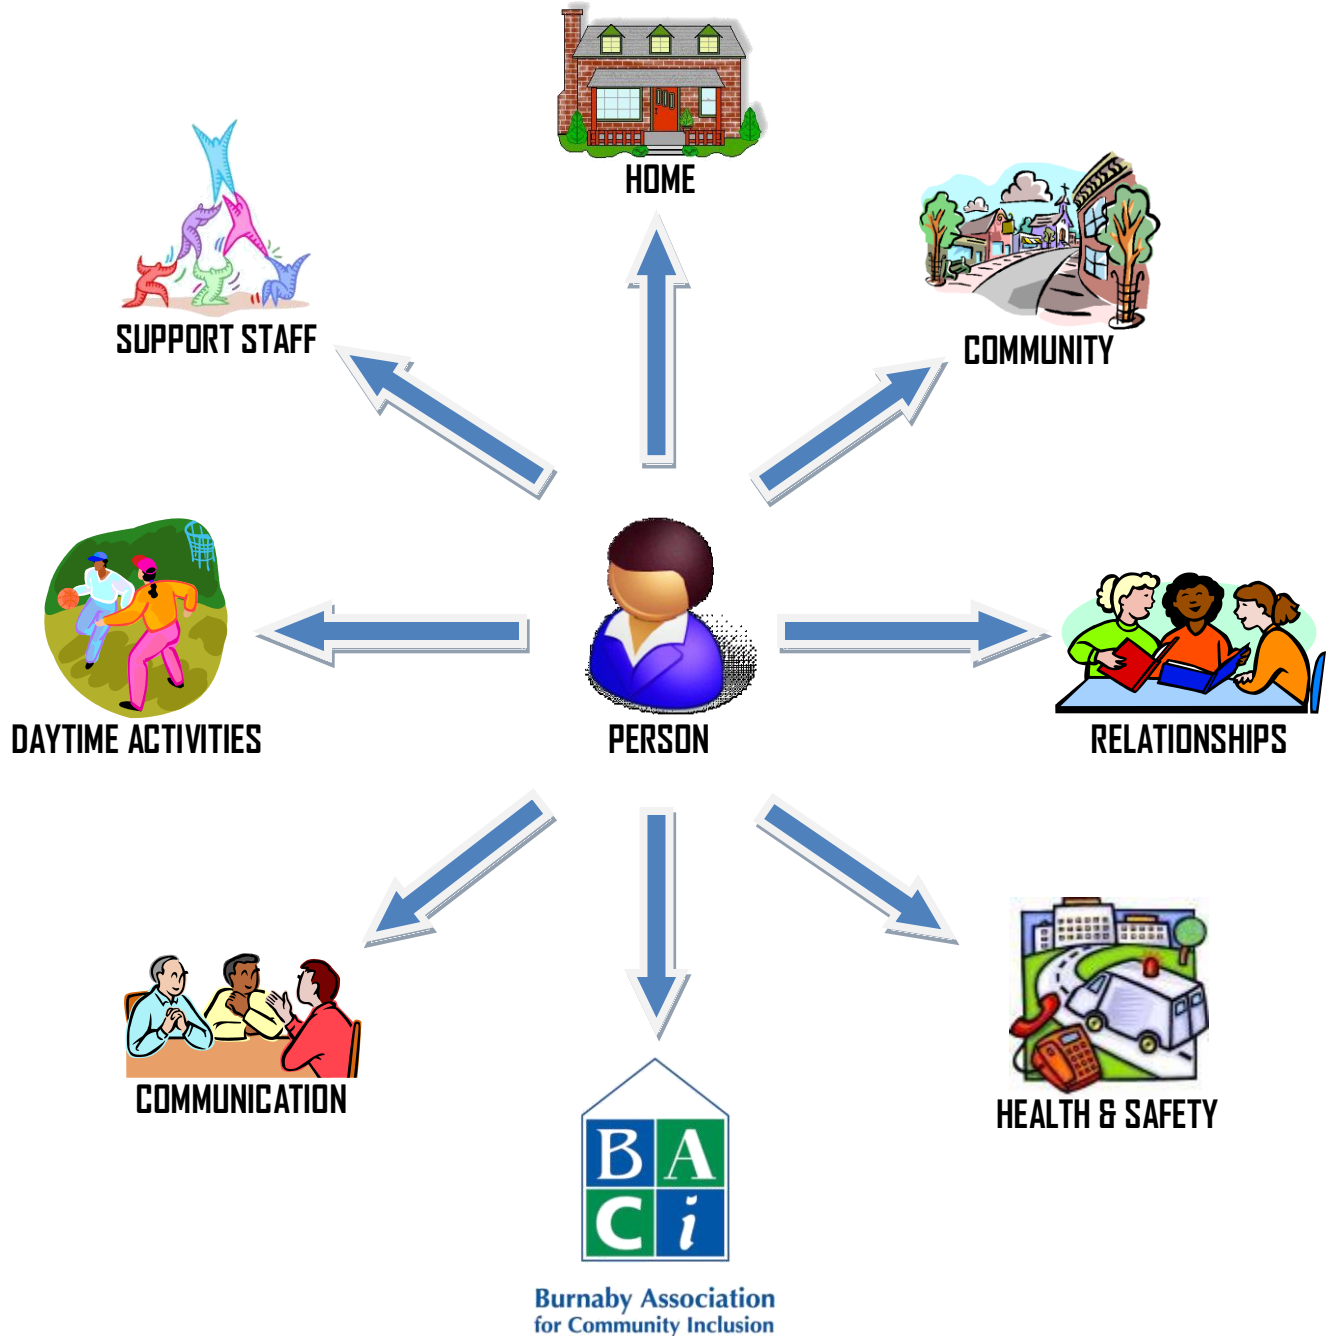 HOME
SUPPORT STAFF
COMMUNITY
DAYTIME ACTIVITIES
PERSON
RELATIONSHIPS
COMMUNICATION
HEALTH & SAFETY
B A
C i
Burnaby Association
for Community Inclusion